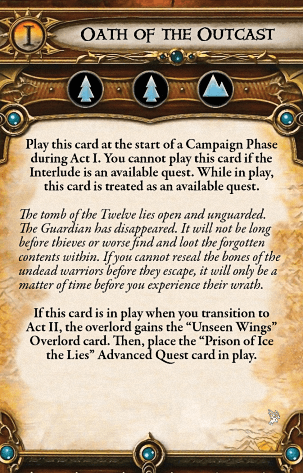 I
OATH OF THE OUTCAST
Play this card at the start of a Campaign Phase
during Act I. You cannot play this card if the
Interlude is an available quest. While in play,
this card is treated as an available quest.
The tomb of the Twelve lies open and unguarded.
The Guardian has disappeared. It will not be long
before thieves or worse find and loot the forgotten
contents within. If you cannot reseal the bones of the
undead warriors before they escape, it will only be a
matter of time before you experience their wrath.
If this card is in play when you transition to
Act II, the overlord gains the “Unseen Wings”
Overlord card. Then, place the “Prison of Ice
the Lies” Advanced Quest card in play.